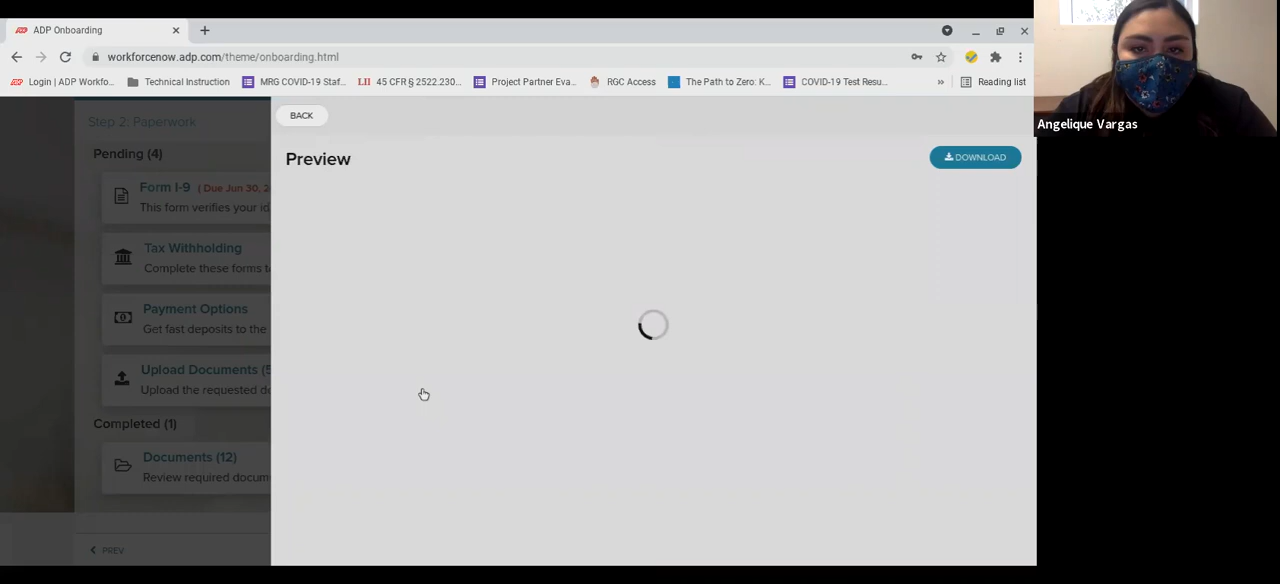 ADP Onboarding
workforcenow.adp.com/theme/onboarding.html
Login | ADP Workfo... Technical Instruction MRG COVID-19 Staf... LII 45 CFR § 2522.230... Project Partner Eva... RGC Access The Path to Zero: K... COVID-19 Test Resu... » Reading list
Step 2: Paperwork
Pending (4)
Form I-9 ( Due Jun 30, 2
This form verifies your id
Tax Withholding
Complete these forms t
Payment Options
Get fast deposits to the
Upload Documents (5
Upload the requested d
Completed (1)
Documents (12)
Review required docum
PREV
BACK
Preview
DOWNLOAD
Angelique Vargas